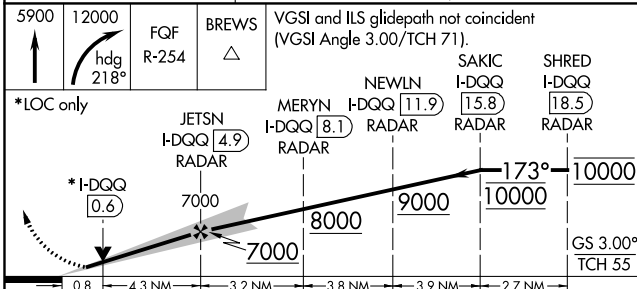 5900
12000
hdg
218°
FQF
R-254
BREWS
VGSI and ILS glidepath not coincident
(VGSI Angle 3.00/TCH 71).
*LOC only
JETSN
I-DQQ 4.9
RADAR
MERYN
I-DQQ 8.1
RADAR
NEWLN
I-DQQ 11.9
RADAR
SAKIC
I-DQQ
15.8
RADAR
SHRED
I-DQQ
18.5
RADAR
*I-DQQ
0.6
7000
7000
8000
9000
173°
10000
10000
GS 3.00°
TCH 55
0.8
4.3 NM
3.2 NM
3.8 NM
3.9 NM
2.7 NM